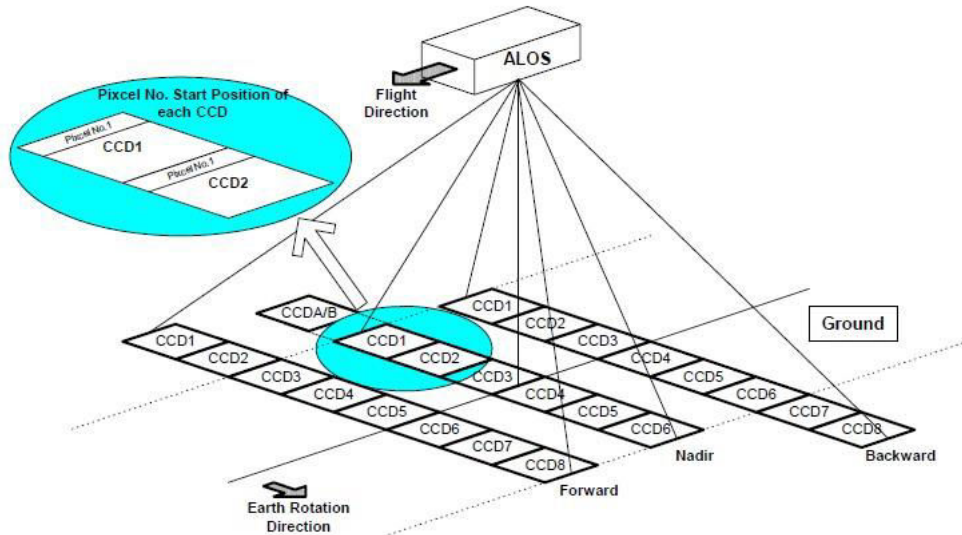 ALOS
Flight
Direction
Pixcel No. Start Position of
each CCD
Pixcel No.1
CCD1
Pixcel No.1
CCD2
CCDA/B
CCD1
CCD2
CCD3
CCD4
CCD5
CCD6
CCD7
CCD8
Forward
CCD1
CCD2
CCD3
CCD4
CCD5
CCD6
Nadir
CCD1
CCD2
CCD3
CCD4
CCD5
CCD6
CCD7
CCD8
Backward
Ground
Earth Rotation
Direction